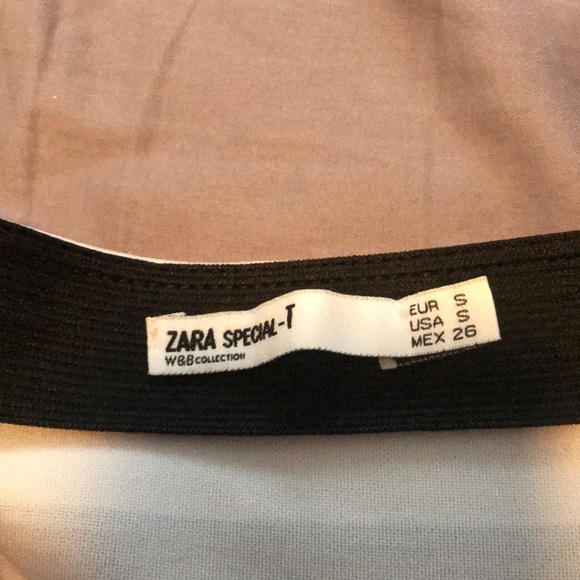 ZARA SPECIAL-T
W&B COLLECTION
EUR S
USA S
MEX 26